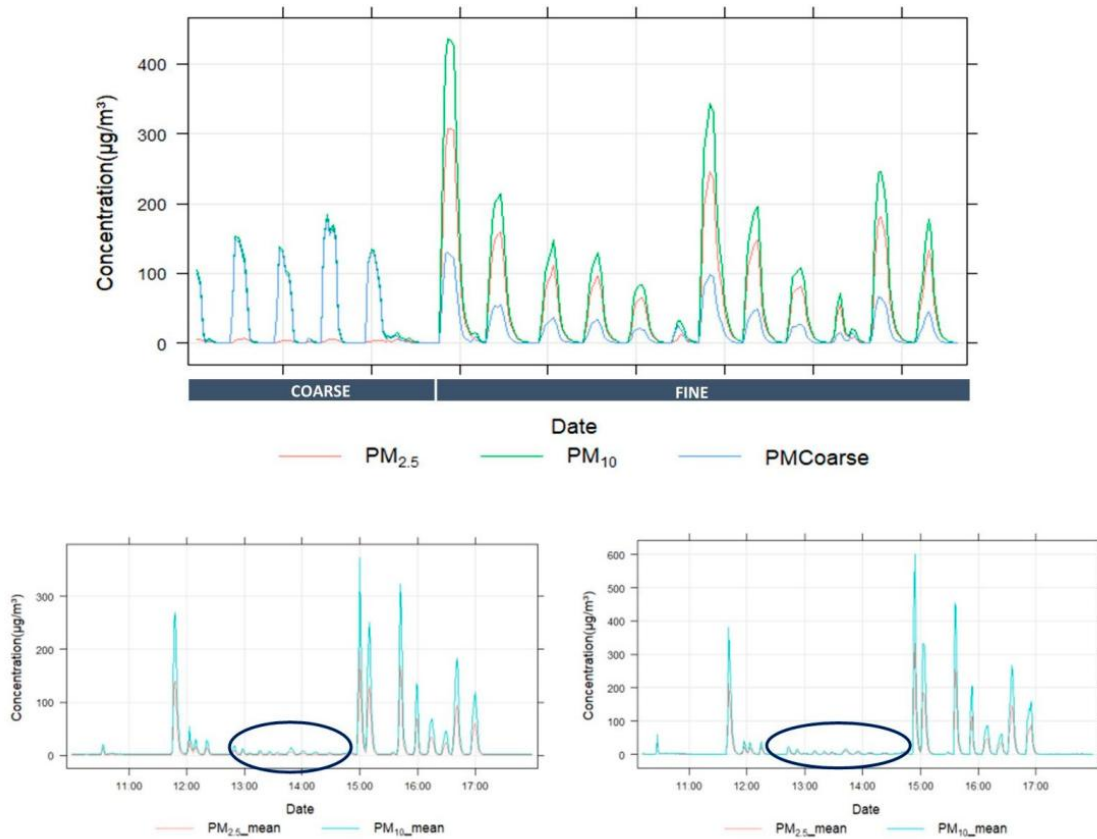 Concentration(µg/m³)
400
300
200
100
0
COARSE FINE
Date
PM2.5 PM10 PMCoarse
Concentration(µg/m³)
300
200
100
0
11:00 12:00 13:00 14:00 15:00 16:00 17:00
Date
PM2.5_mean PM10_mean
Concentration(µg/m³)
600
500
400
300
200
100
0
11:00 12:00 13:00 14:00 15:00 16:00 17:00
Date
PM2.5_mean PM10_mean